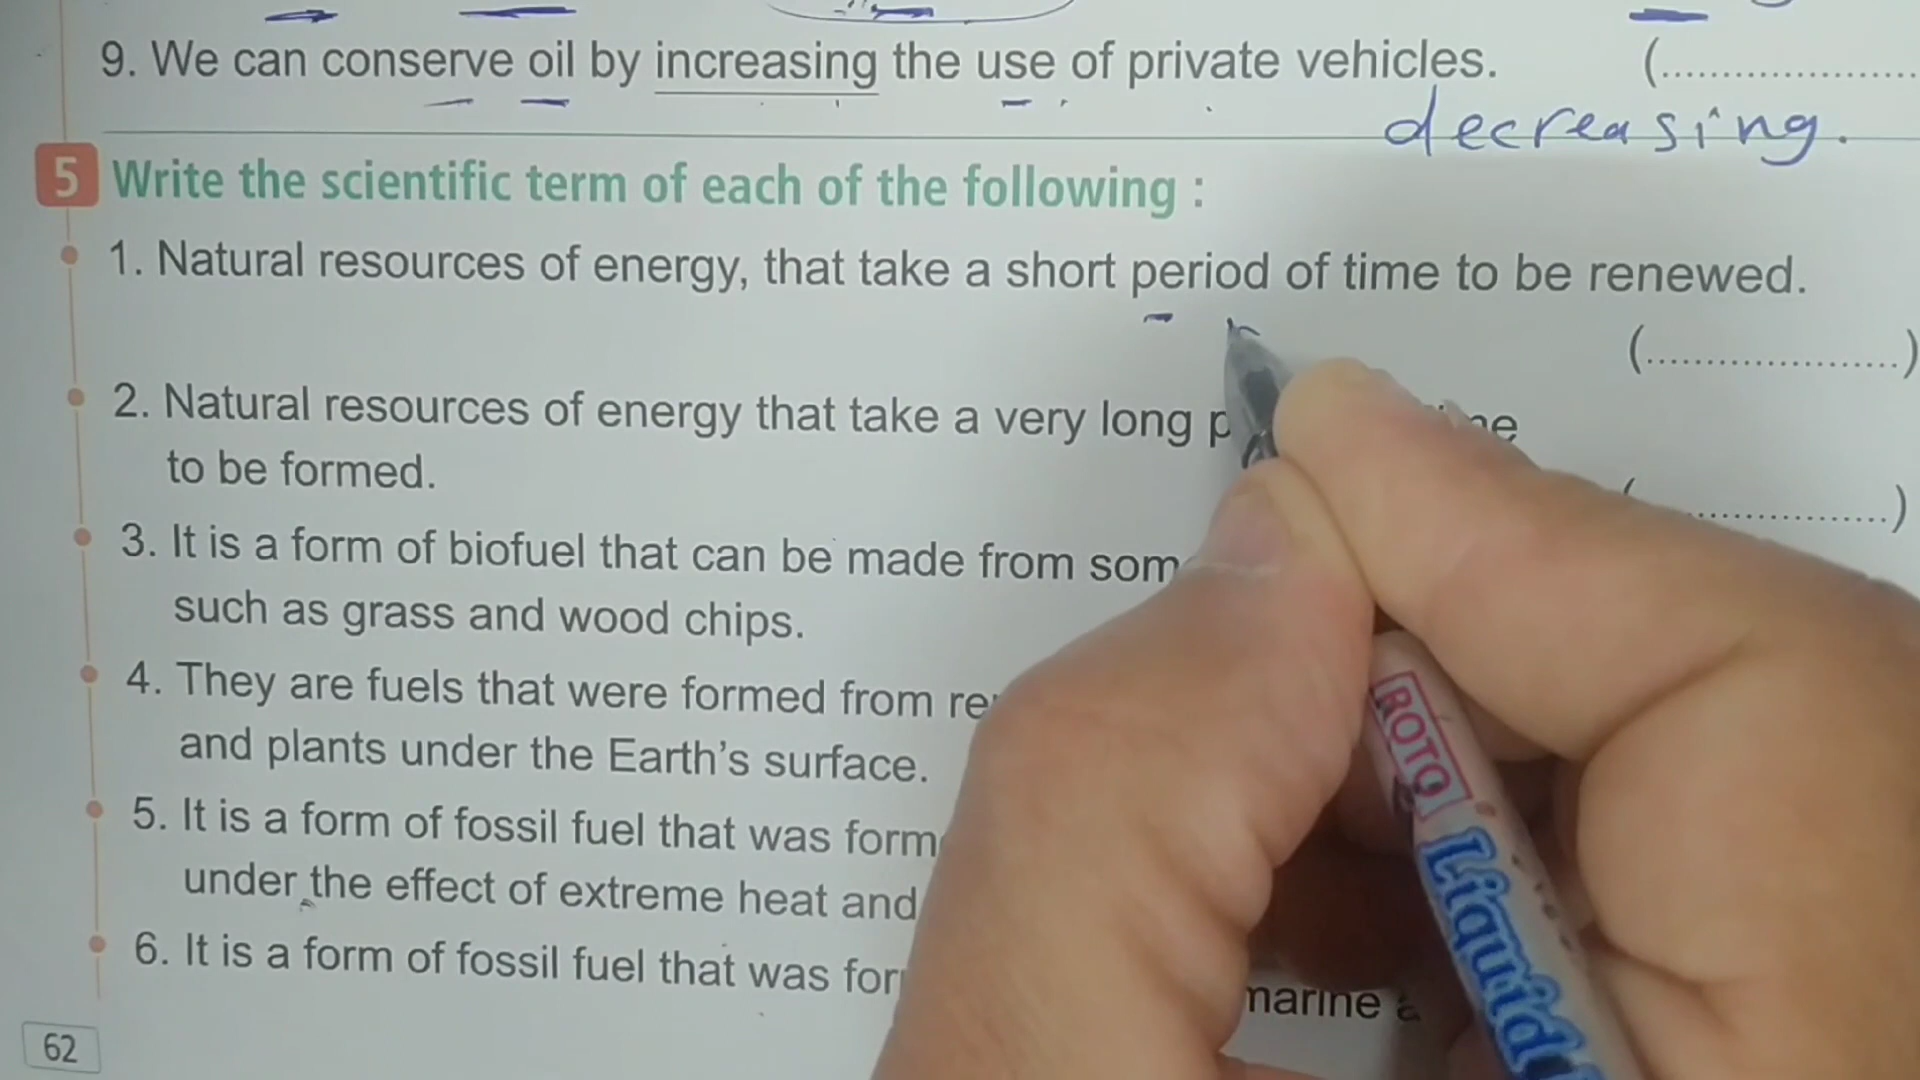 9. We can conserve oil by increasing the use of private vehicles. (....................
decreasing.
5 Write the scientific term of each of the following :
1. Natural resources of energy, that take a short period of time to be renewed.
(....................)
2. Natural resources of energy that take a very long
to be formed. (....................)
3. It is a form of biofuel that can be made from
such as grass and wood chips.
4. They are fuels that were formed from
and plants under the Earth's surface.
5. It is a form of fossil fuel that was
under the effect of extreme heat and
6. It is a form of fossil fuel that was marine
62
ROTO
Liquid